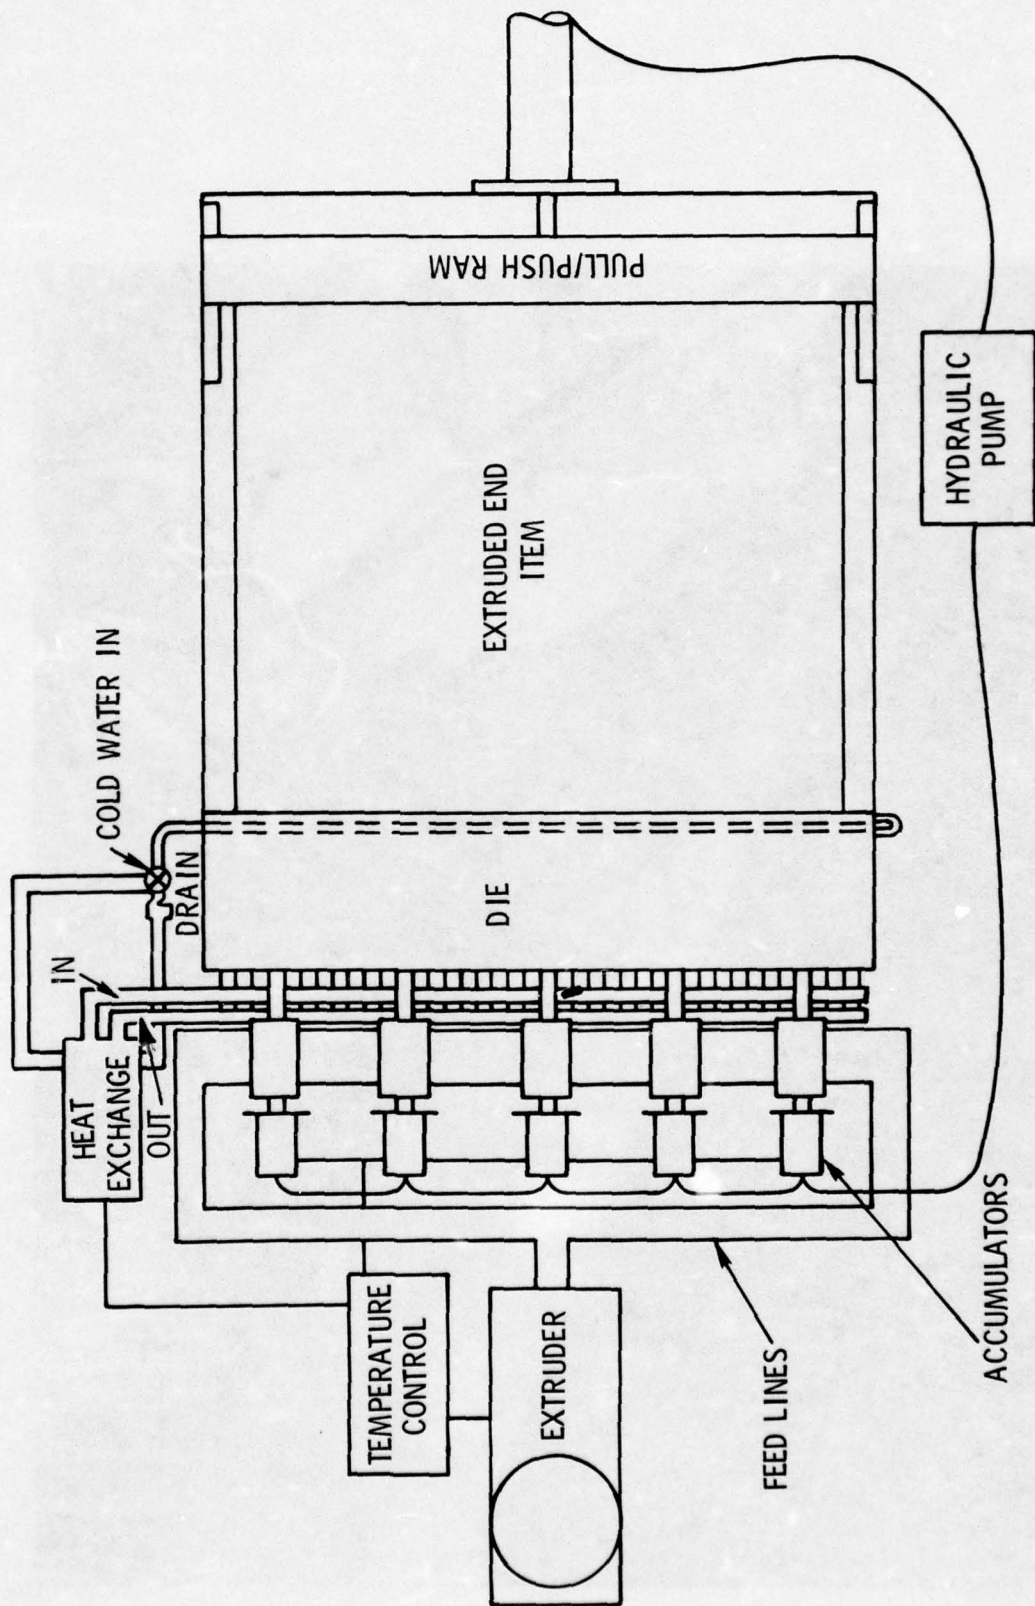 COLD WATER IN
IN
DRAIN
HEAT
EXCHANGE
OUT
DIE
EXTRUDED END
ITEM
PULL/PUSH RAM
TEMPERATURE
CONTROL
EXTRUDER
FEED LINES
ACCUMULATORS
HYDRAULIC
PUMP